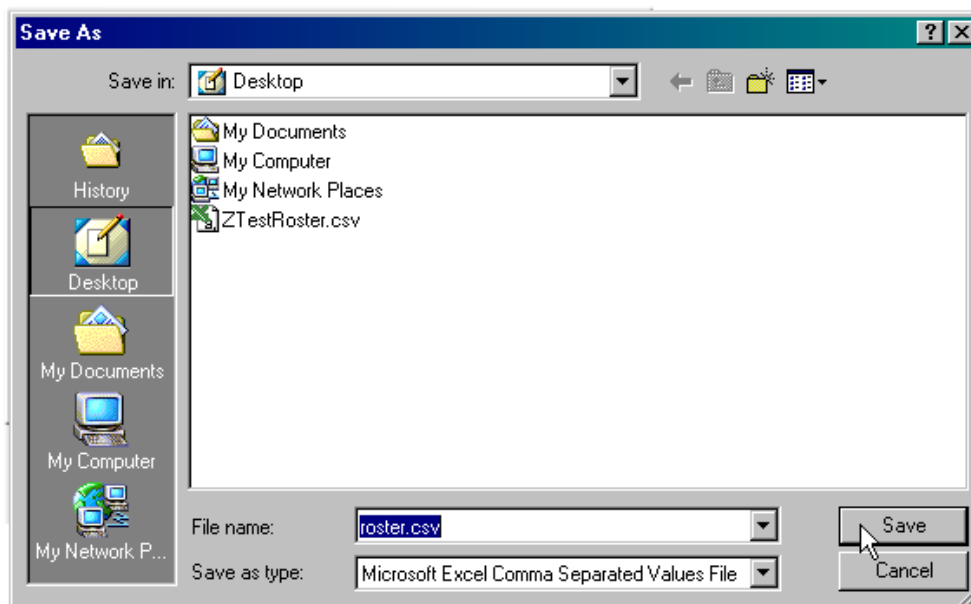 Save As
Save in:
Desktop
History
Desktop
My Documents
My Computer
My Network P...
My Documents
My Computer
My Network Places
ZTestRoster.csv
File name:
roster.csv
Save
Save as type:
Microsoft Excel Comma Separated Values File
Cancel